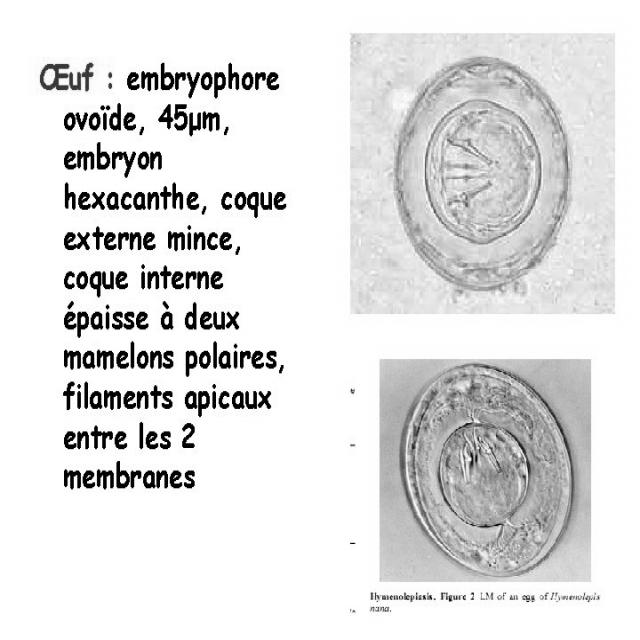 Œuf : embryophore
ovoïde, 45µm,
embryon
hexacanthe, coque
externe mince,
coque interne
épaisse à deux
mamelons polaires,
filaments apicaux
entre les 2
membranes
Hymenolepiasis. Figure 2 LM of an egg of Hymenolepis
nana.